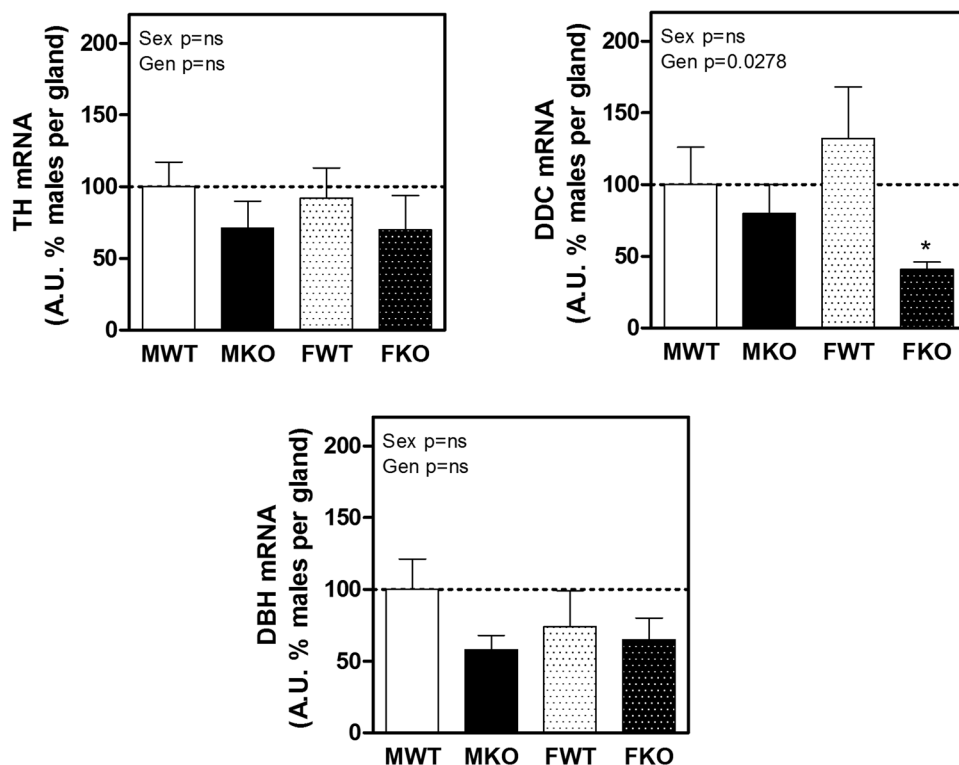 TH mRNA
(A.U. % males per gland)
200
150
100
50
0
Sex p=ns
Gen p=ns
MWT MKO FWT FKO
DDC mRNA
(A.U. % males per gland)
200
150
100
50
0
Sex p=ns
Gen p=0.0278
*
MWT MKO FWT FKO
DBH mRNA
(A.U. % males per gland)
200
150
100
50
0
Sex p=ns
Gen p=ns
MWT MKO FWT FKO